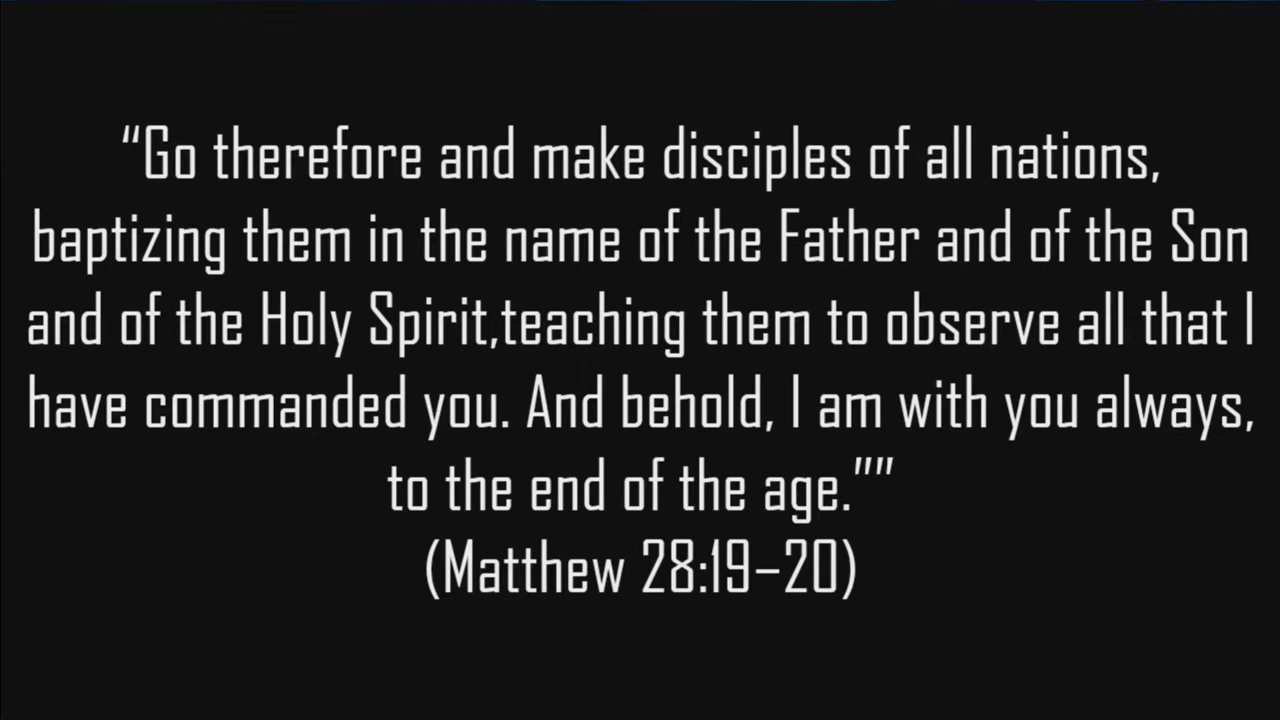 “Go therefore and make disciples of all nations,
baptizing them in the name of the Father and of the Son
and of the Holy Spirit,teaching them to observe all that I
have commanded you. And behold, I am with you always,
to the end of the age.””
(Matthew 28:19–20)